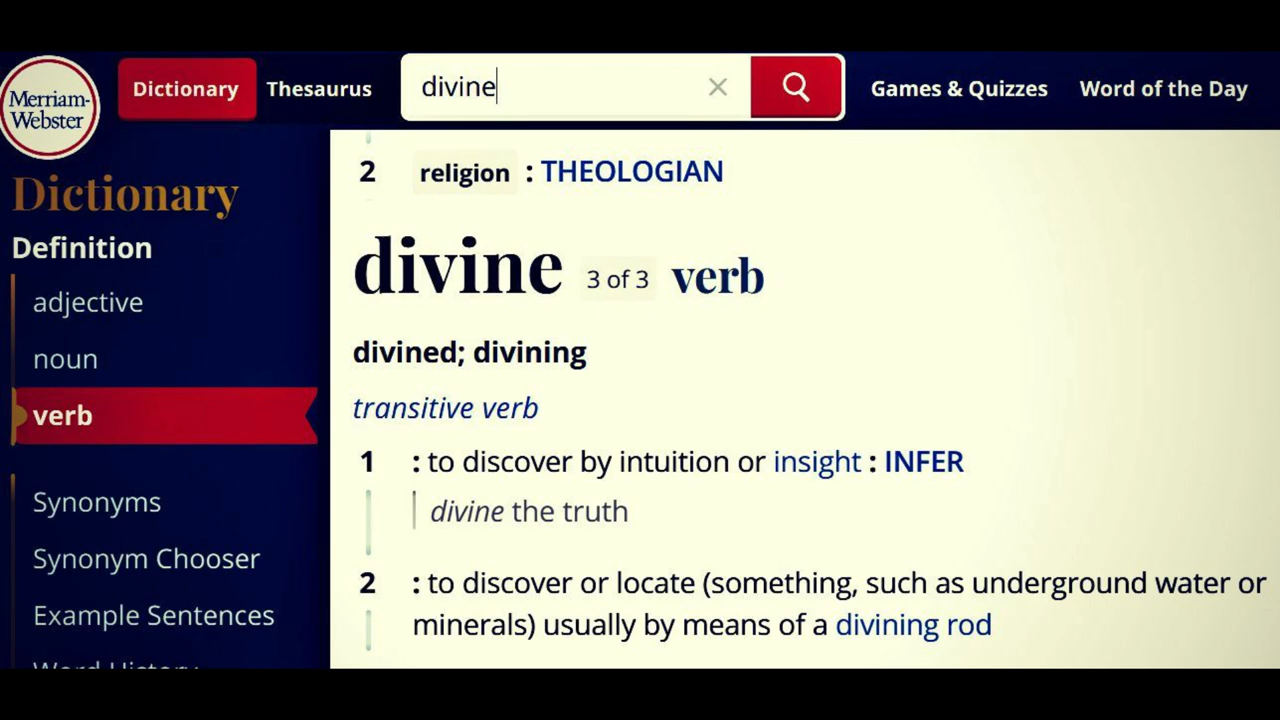 Merriam-
Webster
Dictionary
Thesaurus
divine
Games & Quizzes
Word of the Day
Dictionary
Definition
adjective
noun
verb
Synonyms
Synonym Chooser
Example Sentences
Word History
2 religion : THEOLOGIAN
divine 3 of 3 verb
divined; divining
transitive verb
1 : to discover by intuition or insight : INFER
divine the truth
2 : to discover or locate (something, such as underground water or
minerals) usually by means of a divining rod